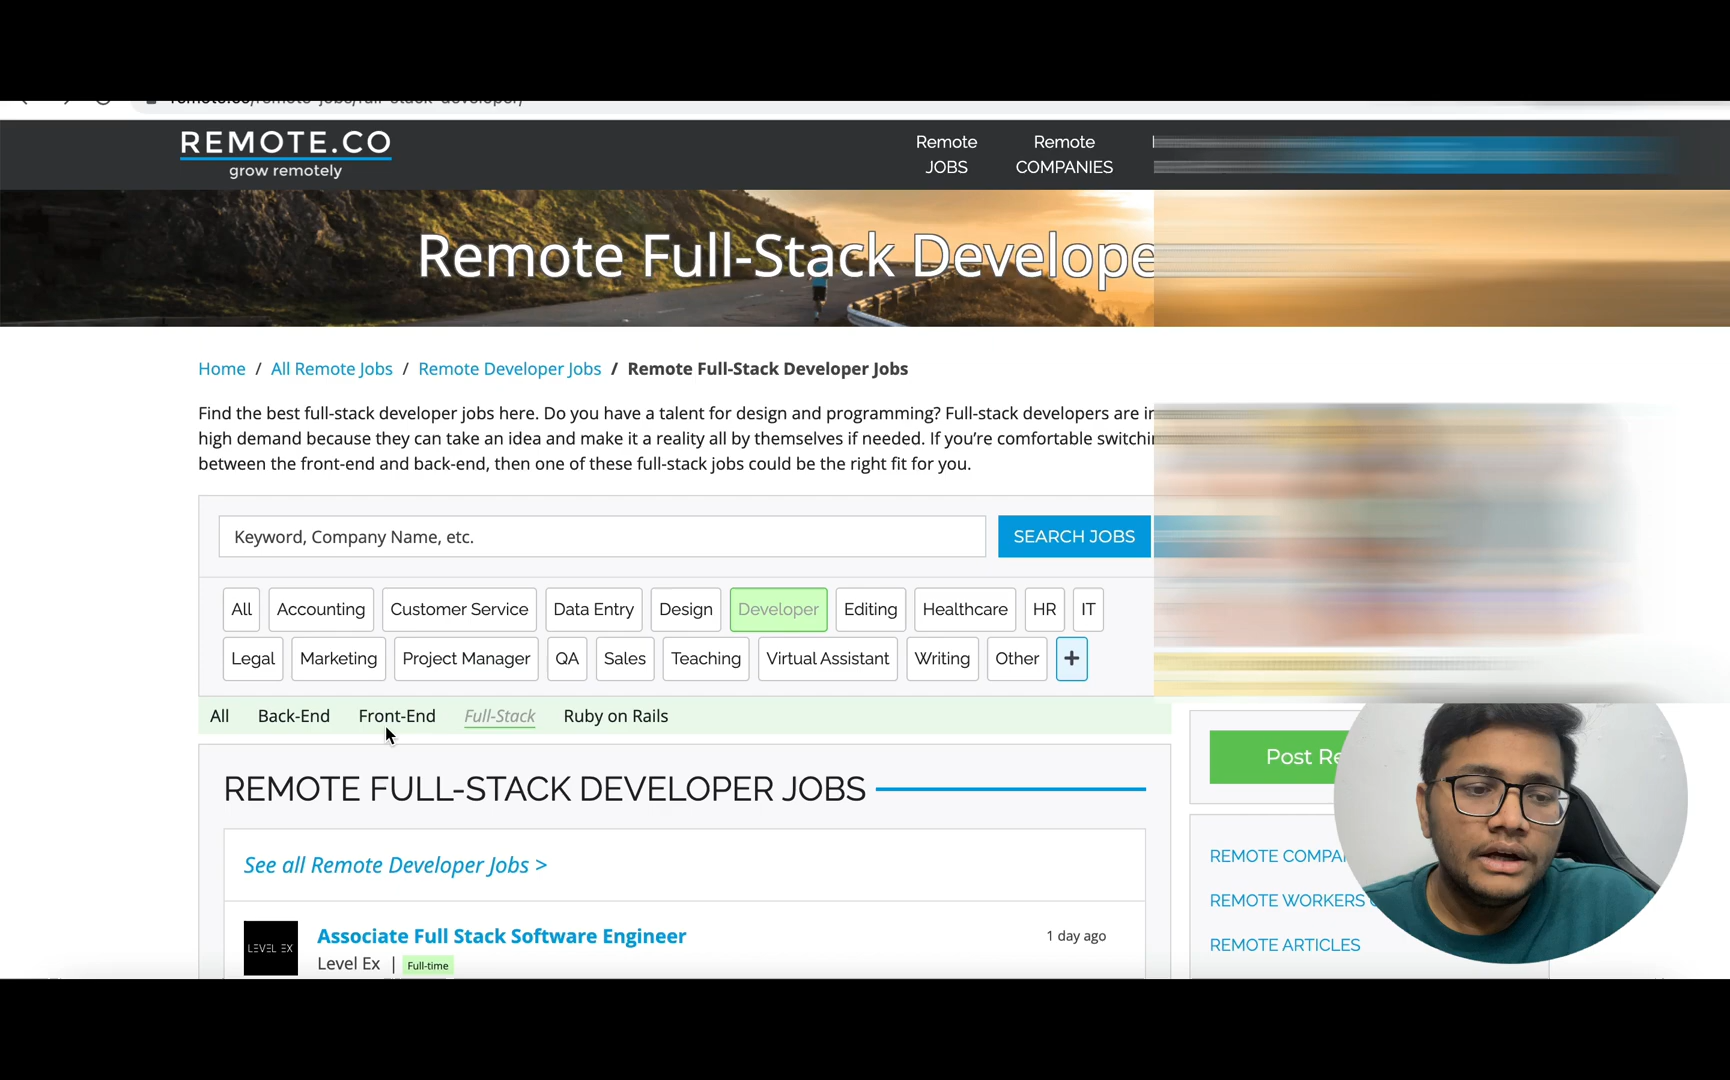 REMOTE.CO
grow remotely
Remote JOBS
Remote COMPANIES
Remote Full-Stack Develope
Home / All Remote Jobs / Remote Developer Jobs / Remote Full-Stack Developer Jobs
Find the best full-stack developer jobs here. Do you have a talent for design and programming? Full-stack developers are in
high demand because they can take an idea and make it a reality all by themselves if needed. If you’re comfortable switchin
between the front-end and back-end, then one of these full-stack jobs could be the right fit for you.
Keyword, Company Name, etc.
SEARCH JOBS
All Accounting Customer Service Data Entry Design Developer Editing Healthcare HR IT
Legal Marketing Project Manager QA Sales Teaching Virtual Assistant Writing Other +
All Back-End Front-End Full-Stack Ruby on Rails
REMOTE FULL-STACK DEVELOPER JOBS
See all Remote Developer Jobs >
LEVEL EX
Associate Full Stack Software Engineer
1 day ago
Level Ex | Full-time
Post Re
REMOTE COMPA
REMOTE WORKERS
REMOTE ARTICLES